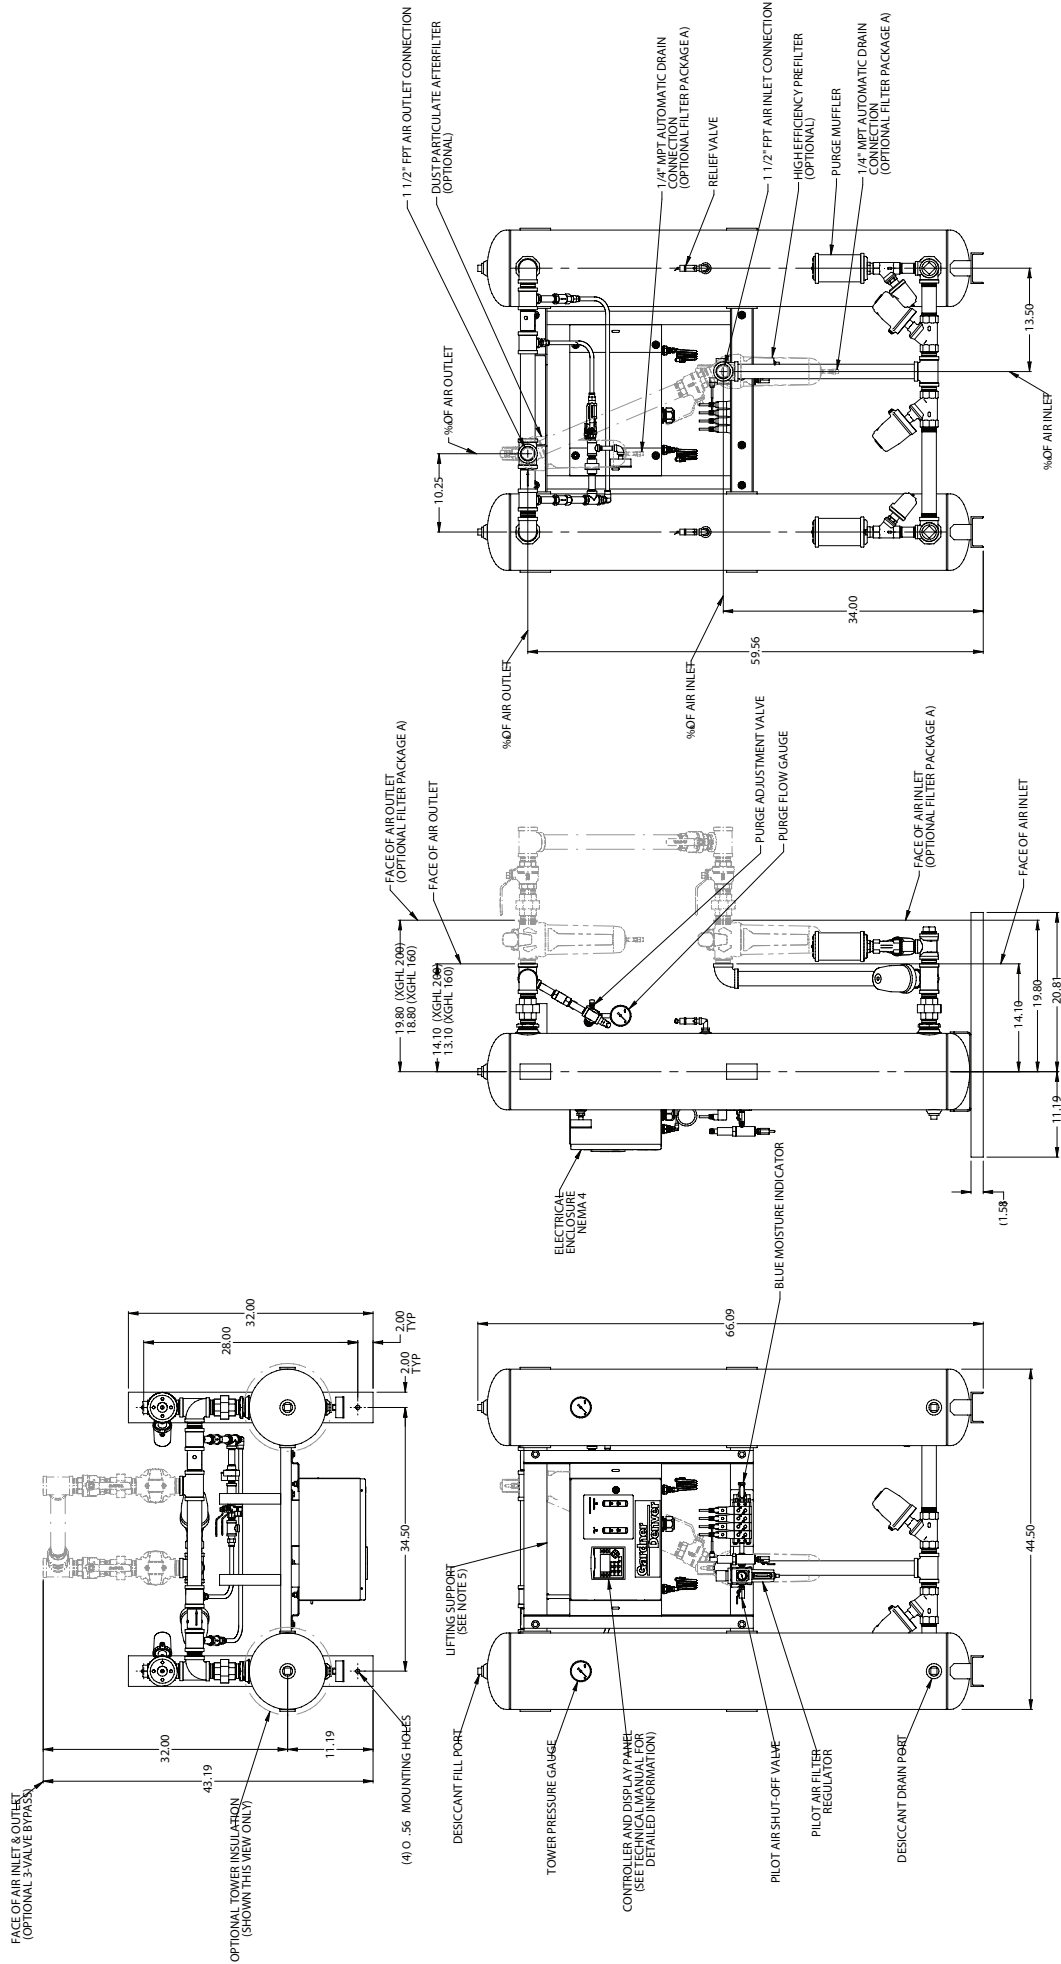 FACE OF AIR INLET & OUTLET
(OPTIONAL 3-VALVE BYPASS)
32.00
43.19
11.19
OPTIONAL TOWER INSULATION
(SHOWN THIS VIEW ONLY)
(4) O .56 MOUNTING HOLES
34.50
28.00
32.00
2.00
TYP
2.00
TYP
LIFTING SUPPORT
(SEE NOTE 5)
DESICCANT FILL PORT
TOWER PRESSURE GAUGE
CONTROLLER AND DISPLAY PANEL
(SEE TECHNICAL MANUAL FOR
DETAILED INFORMATION)
PILOT AIR SHUT-OFF VALVE
PILOT AIR FILTER
REGULATOR
DESICCANT DRAIN PORT
Gardner
Denver
BLUE MOISTURE INDICATOR
66.09
44.50
FACE OF AIR OUTLET
(OPTIONAL FILTER PACKAGE A)
FACE OF AIR OUTLET
19.80 (XGHL 200)
18.80 (XGHL 160)
14.10 (XGHL 200)
13.10 (XGHL 160)
ELECTRICAL
ENCLOSURE
NEMA 4
PURGE ADJUSTMENT VALVE
PURGE FLOW GAUGE
FACE OF AIR INLET
(OPTIONAL FILTER PACKAGE A)
FACE OF AIR INLET
14.10
19.80
20.81
11.19
(1.58
1 1/2" FPT AIR OUTLET CONNECTION
DUST PARTICULATE AFTERFILTER
(OPTIONAL)
‰OF AIR OUTLET
10.25
‰OF AIR OUTLET
‰OF AIR INLET
1/4" MPT AUTOMATIC DRAIN
CONNECTION
(OPTIONAL FILTER PACKAGE A)
RELIEF VALVE
1 1/2" FPT AIR INLET CONNECTION
HIGH EFFICIENCY PREFILTER
(OPTIONAL)
PURGE MUFFLER
1/4" MPT AUTOMATIC DRAIN
CONNECTION
(OPTIONAL FILTER PACKAGE A)
59.56
34.00
13.50
‰OF AIR INLET